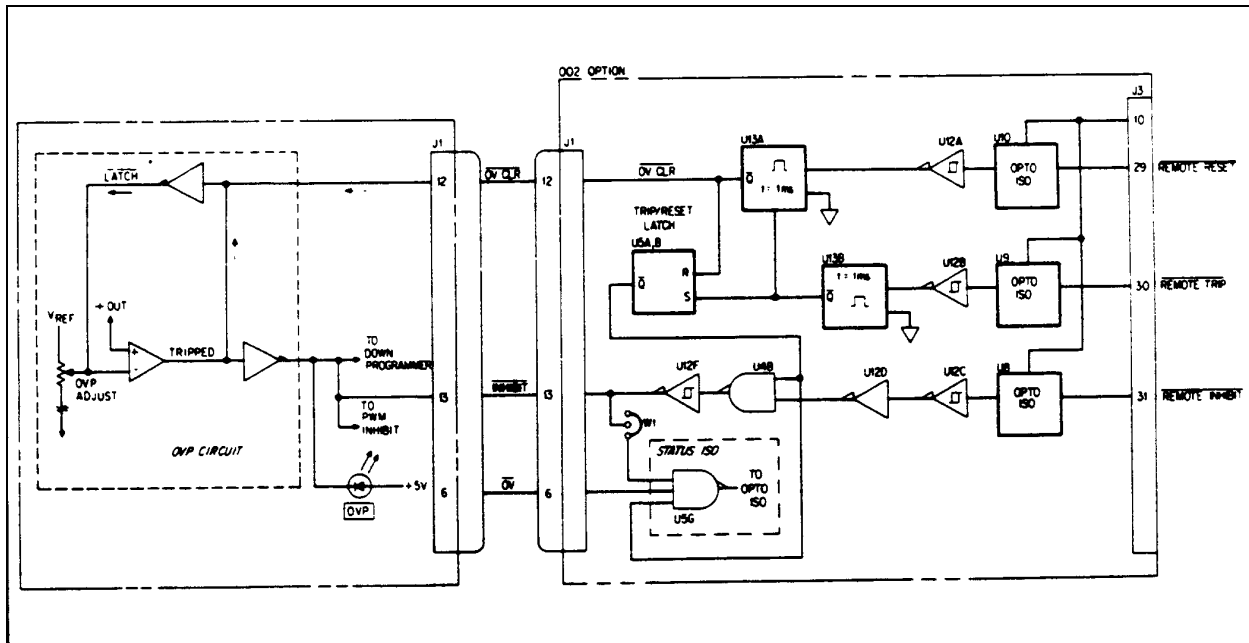 002 OPTION
J1
J1
J3
10
U13A
U12A
U10
LATCH
OV CLR
OV CLR
12
12
Q
t = 1ms
OPTO
ISO
29
REMOTE RESET
TRIP/RESET
LATCH
U5A,B
R
Q
S
U13B
t = 1ms
Q
U12B
U9
OPTO
ISO
30
REMOTE TRIP
+ OUT
VREF
+
-
TRIPPED
OVP
ADJUST
TO
DOWN
PROGRAMMER
TO
PWM
INHIBIT
OVP CIRCUIT
INHIBIT
13
13
U12F
U4B
U12D
U12C
U8
OPTO
ISO
31
REMOTE INHIBIT
W1
STATUS ISO
TO
OPTO
ISO
U5G
+5V
OVP
6
OV
6